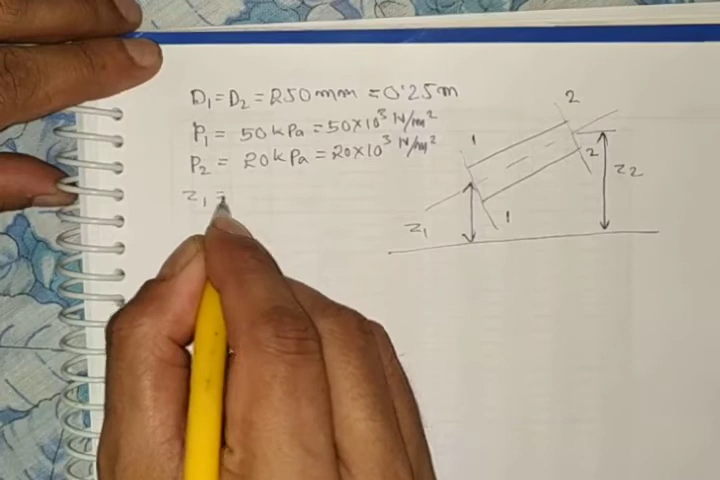 D₁ = D₂ = 250 mm = 0.25 m
P₁ = 50 kPa = 50×10³ N/m²
P₂ = 20 kPa = 20×10³ N/m²
z₁ =
2
1
2
z₂
z₁
1